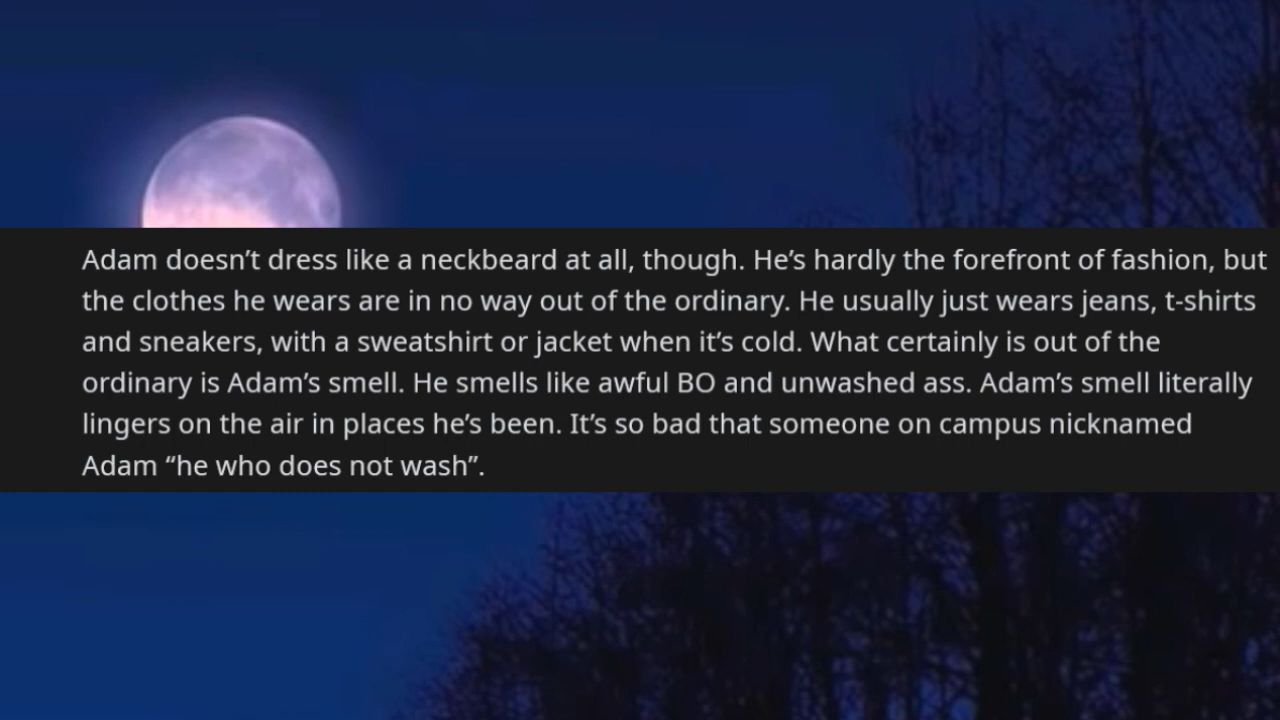 Adam doesn’t dress like a neckbeard at all, though. He’s hardly the forefront of fashion, but
the clothes he wears are in no way out of the ordinary. He usually just wears jeans, t-shirts
and sneakers, with a sweatshirt or jacket when it’s cold. What certainly is out of the
ordinary is Adam’s smell. He smells like awful BO and unwashed ass. Adam’s smell literally
lingers on the air in places he’s been. It’s so bad that someone on campus nicknamed
Adam “he who does not wash”.